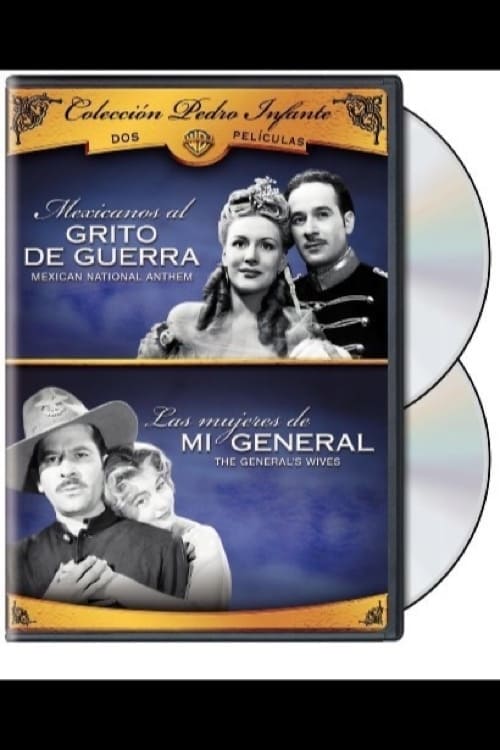 Colección Pedro Infante
DOS PELÍCULAS
WB
Mexicanos al
GRITO
DE GUERRA
MEXICAN NATIONAL ANTHEM
Las mujeres de
MI GENERAL
THE GENERAL'S WIVES